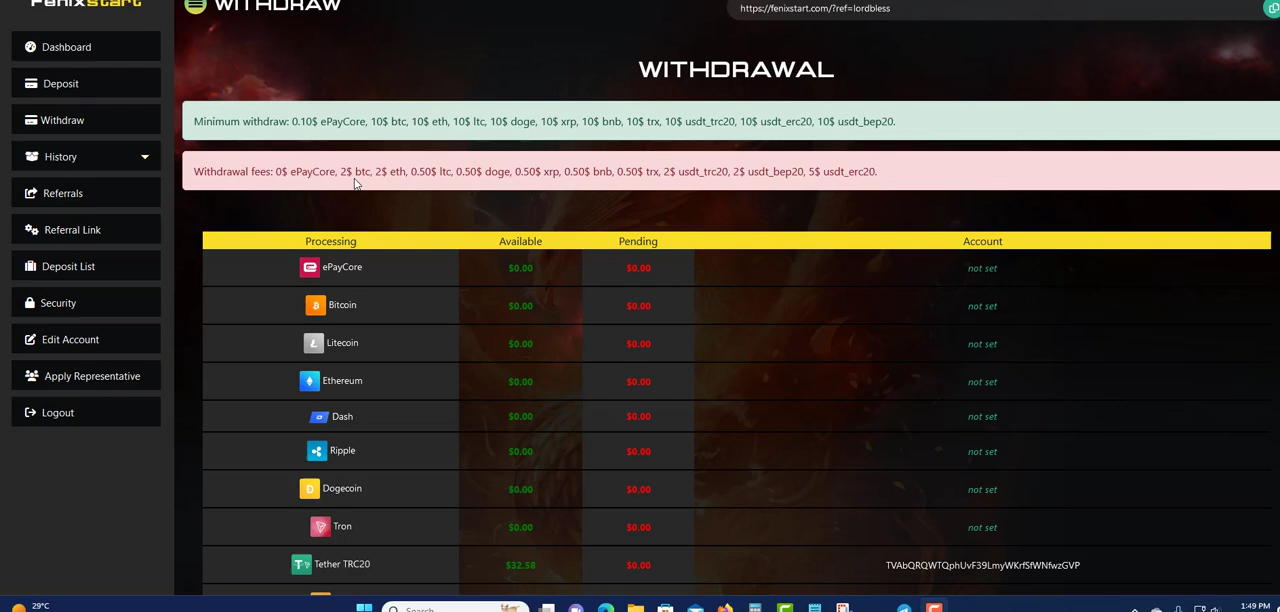 Fenixstart
WITHDRAW
https://fenixstart.com/?ref=lordbless
Dashboard
Deposit
Withdraw
History
Referrals
Referral Link
Deposit List
Security
Edit Account
Apply Representative
Logout
WITHDRAWAL
Minimum withdraw: 0.10$ ePayCore, 10$ btc, 10$ eth, 10$ ltc, 10$ doge, 10$ xrp, 10$ bnb, 10$ trx, 10$ usdt_trc20, 10$ usdt_erc20, 10$ usdt_bep20.
Withdrawal fees: 0$ ePayCore, 2$ btc, 2$ eth, 0.50$ ltc, 0.50$ doge, 0.50$ xrp, 0.50$ bnb, 0.50$ trx, 2$ usdt_trc20, 2$ usdt_bep20, 5$ usdt_erc20.
Processing Available Pending Account
ePayCore $0.00 $0.00 not set
Bitcoin $0.00 $0.00 not set
Litecoin $0.00 $0.00 not set
Ethereum $0.00 $0.00 not set
Dash $0.00 $0.00 not set
Ripple $0.00 $0.00 not set
Dogecoin $0.00 $0.00 not set
Tron $0.00 $0.00 not set
Tether TRC20 $32.58 $0.00 TVAbQRQWTQphUvF39LmyWKrfSfWNfwzGVP
29°C
Search
1:49 PM